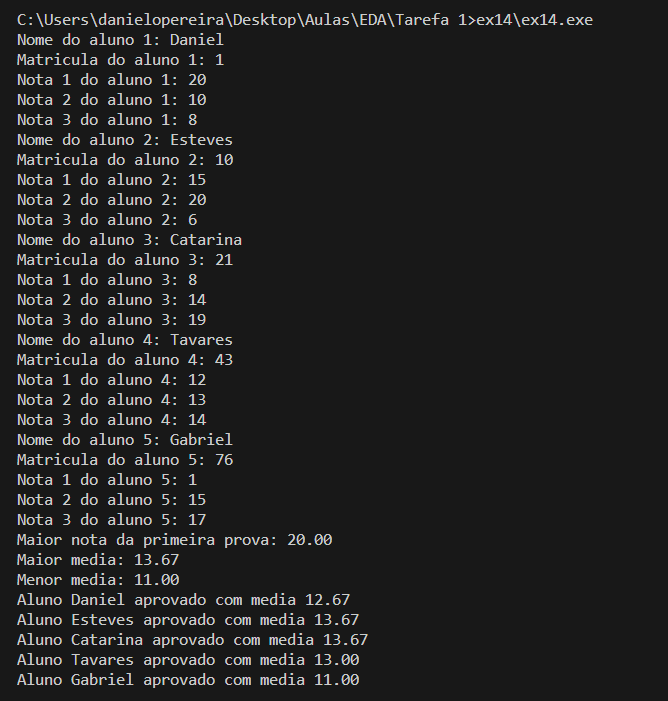 C:\Users\danielopereira\Desktop\Aulas\EDA\Tarefa 1>ex14\ex14.exe
Nome do aluno 1: Daniel
Matricula do aluno 1: 1
Nota 1 do aluno 1: 20
Nota 2 do aluno 1: 10
Nota 3 do aluno 1: 8
Nome do aluno 2: Esteves
Matricula do aluno 2: 10
Nota 1 do aluno 2: 15
Nota 2 do aluno 2: 20
Nota 3 do aluno 2: 6
Nome do aluno 3: Catarina
Matricula do aluno 3: 21
Nota 1 do aluno 3: 8
Nota 2 do aluno 3: 14
Nota 3 do aluno 3: 19
Nome do aluno 4: Tavares
Matricula do aluno 4: 43
Nota 1 do aluno 4: 12
Nota 2 do aluno 4: 13
Nota 3 do aluno 4: 14
Nome do aluno 5: Gabriel
Matricula do aluno 5: 76
Nota 1 do aluno 5: 1
Nota 2 do aluno 5: 15
Nota 3 do aluno 5: 17
Maior nota da primeira prova: 20.00
Maior media: 13.67
Menor media: 11.00
Aluno Daniel aprovado com media 12.67
Aluno Esteves aprovado com media 13.67
Aluno Catarina aprovado com media 13.67
Aluno Tavares aprovado com media 13.00
Aluno Gabriel aprovado com media 11.00